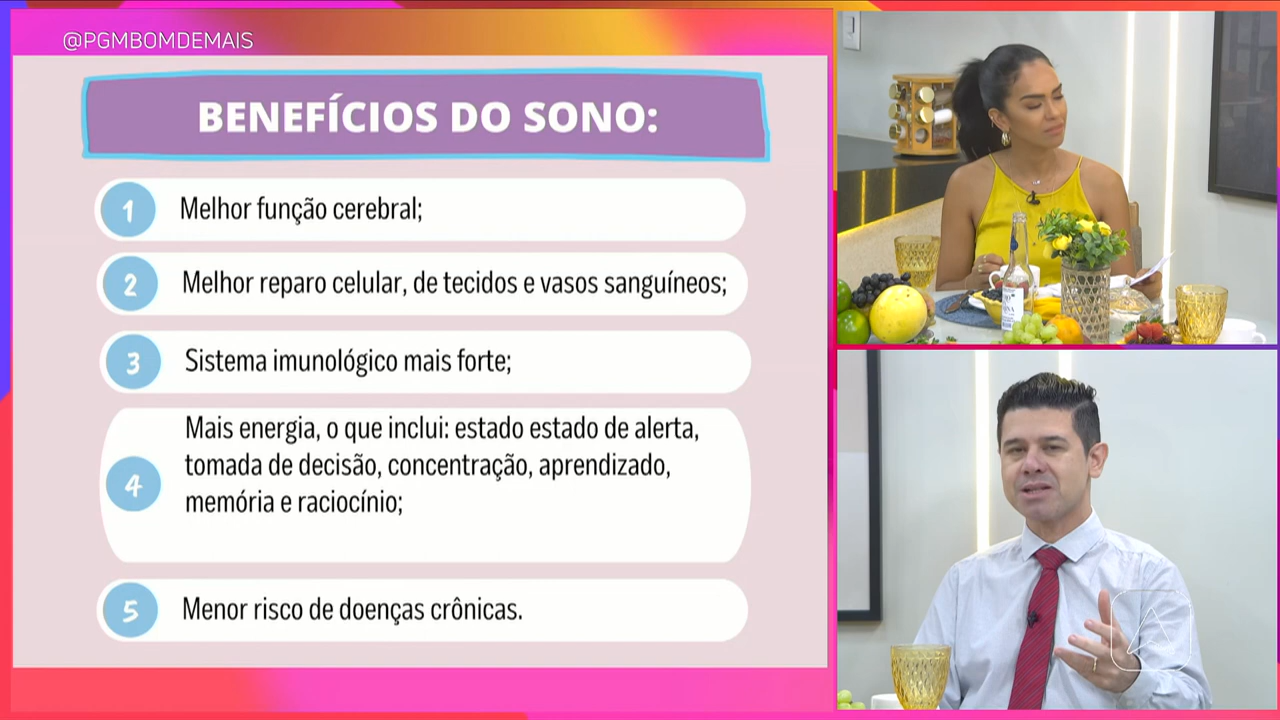 @PGMBOMDEMAIS
BENEFÍCIOS DO SONO:
1 Melhor função cerebral;
2 Melhor reparo celular, de tecidos e vasos sanguíneos;
3 Sistema imunológico mais forte;
4 Mais energia, o que inclui: estado estado de alerta,
tomada de decisão, concentração, aprendizado,
memória e raciocínio;
5 Menor risco de doenças crônicas.